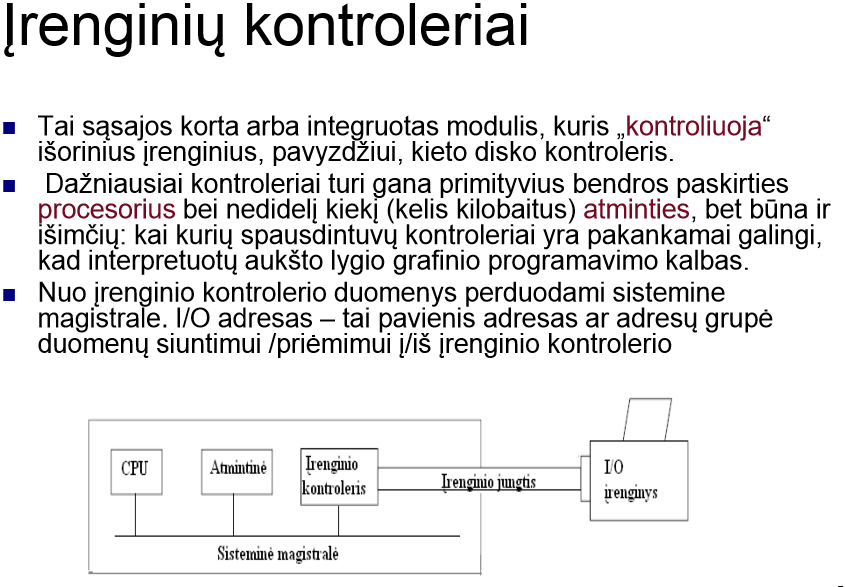 Įrenginių kontroleriai
Tai sąsajos korta arba integruotas modulis, kuris „kontroliuoja“
išorinius įrenginius, pavyzdžiui, kieto disko kontroleris.
Dažniausiai kontroleriai turi gana primityvius bendros paskirties
procesorius bei nedidelį kiekį (kelis kilobaitus) atminties, bet būna ir
išimčių: kai kurių spausdintuvų kontroleriai yra pakankamai galingi,
kad interpretuotų aukšto lygio grafinio programavimo kalbas.
Nuo įrenginio kontrolerio duomenys perduodami sistemine
magistrale. I/O adresas – tai pavienis adresas ar adresų grupė
duomenų siuntimui /priėmimui į/iš įrenginio kontrolerio
CPU
Atmintinė
Įrenginio
kontroleris
Įrenginio jungtis
I/O
įrenginys
Sisteminė magistralė